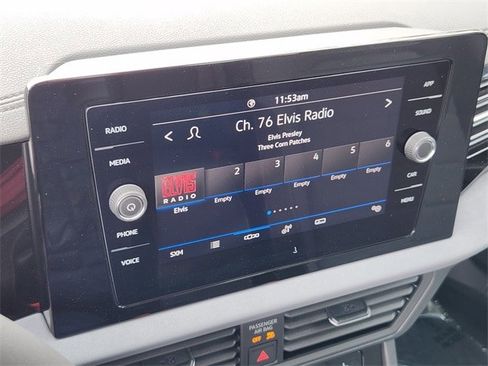 11:53am
Ch. 76 Elvis Radio
Elvis Presley
Three Corn Patches
RADIO
MEDIA
PHONE
VOICE
APP
SOUND
CAR
MENU
ELVIS
RADIO
Elvis
2
Empty
3
Empty
4
Empty
5
Empty
6
Empty
SXM
PASSENGER
AIR BAG
OFF